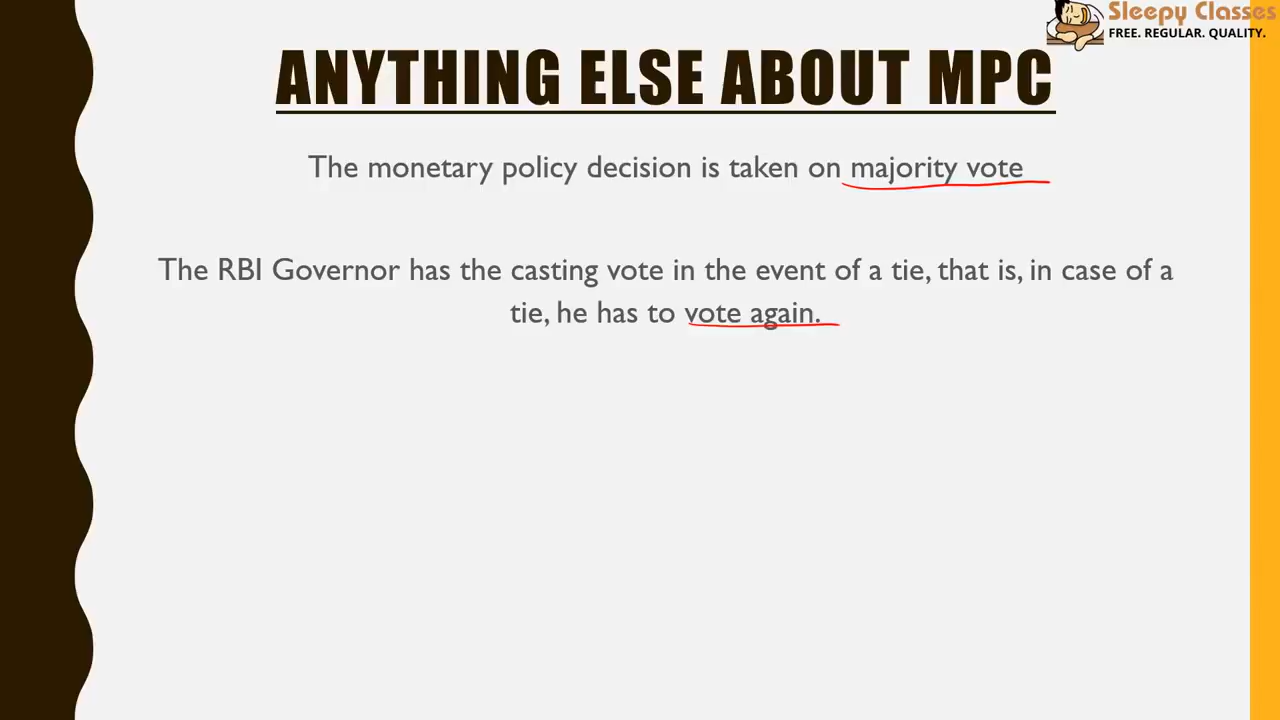 Sleepy Classes
FREE. REGULAR. QUALITY.
ANYTHING ELSE ABOUT MPC
The monetary policy decision is taken on majority vote
The RBI Governor has the casting vote in the event of a tie, that is, in case of a
tie, he has to vote again.